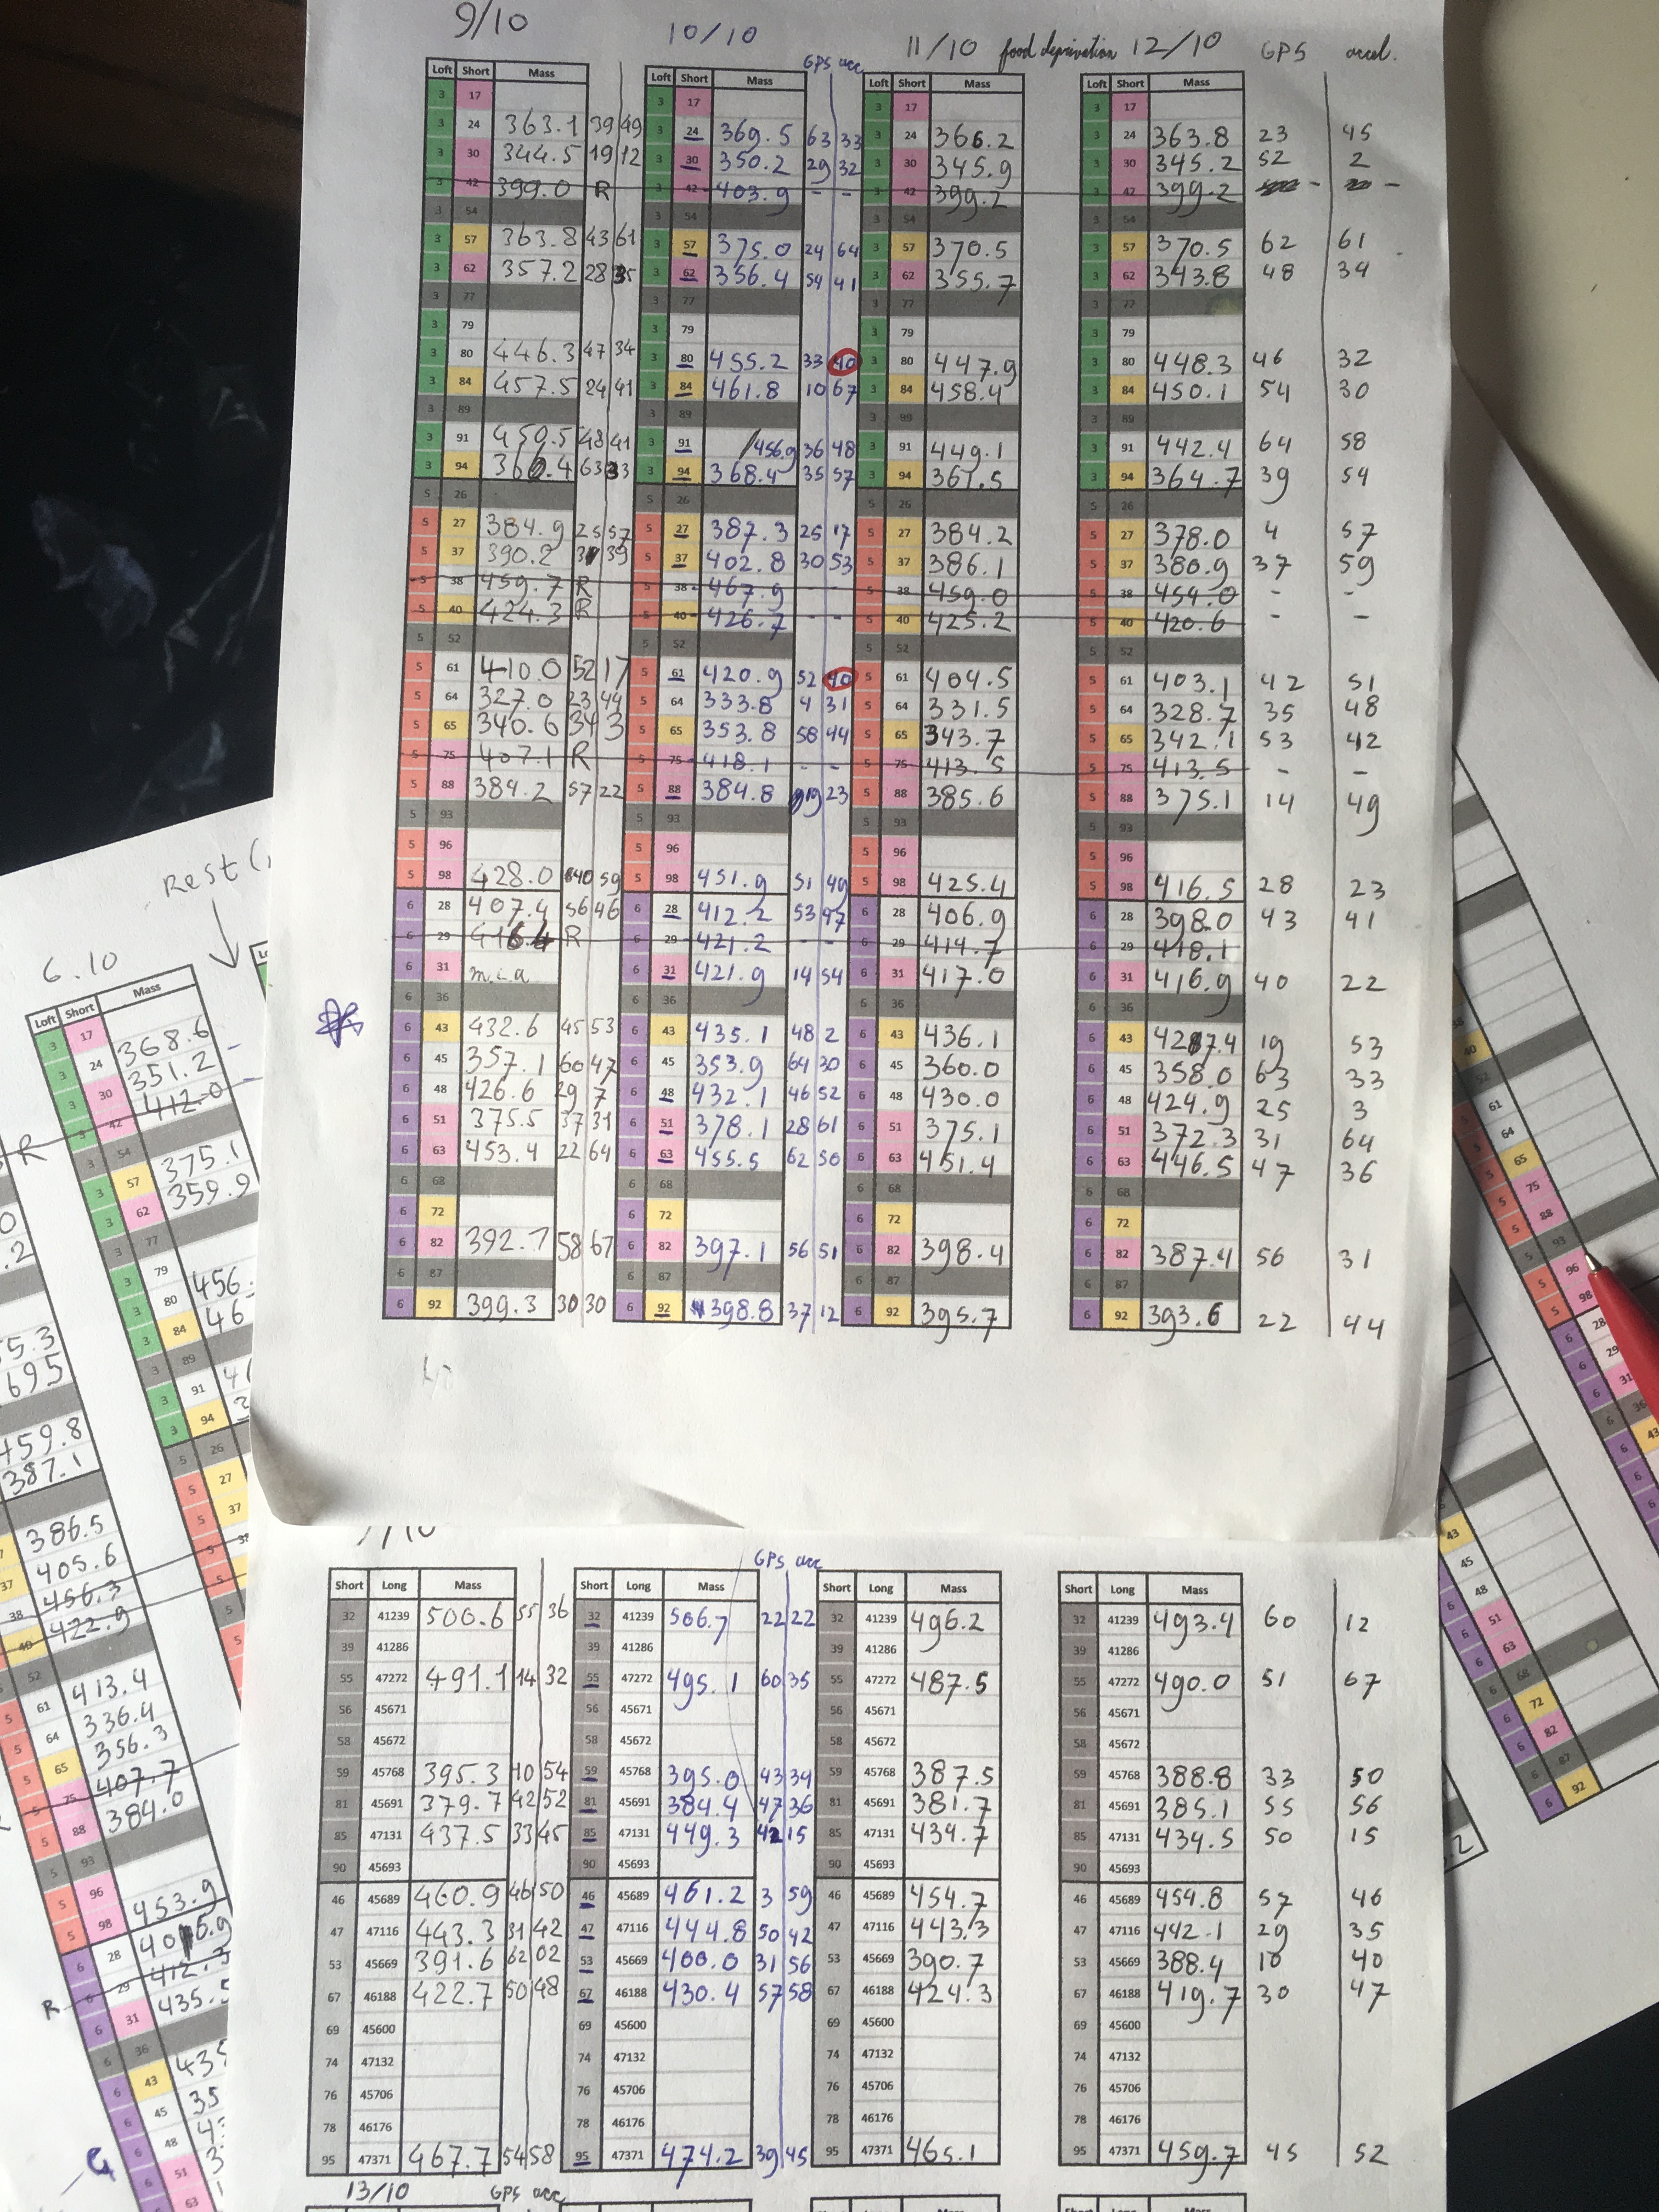 9/10 10/10 11/10 food deprivation 12/10 GPS accel.
GPS acc
Loft Short Mass Loft Short Mass Loft Short Mass Loft Short Mass
3 17 3 17 3 17 3 17
3 24 363.1 39 49 3 24 369.5 63 33 3 24 366.2 3 24 363.8 23 45
3 30 344.5 19 12 3 30 350.2 29 32 3 30 345.9 3 30 345.2 52 2
3 42 399.0 R 3 42 403.9 - - 3 42 399.2 3 42 399.2 - -
3 54 3 54 3 54 3 54
3 57 363.8 43 61 3 57 375.0 24 64 3 57 370.5 3 57 370.5 62 61
3 62 357.2 28 35 3 62 356.4 54 41 3 62 355.7 3 62 343.8 48 34
3 77 3 77 3 77 3 77
3 79 3 79 3 79 3 79
3 80 446.3 47 34 3 80 455.2 33 40 3 80 447.9 3 80 448.3 46 32
3 84 457.5 24 41 3 84 461.8 10 67 3 84 458.4 3 84 450.1 54 30
3 89 3 89 3 89 3 89
3 91 450.5 48 41 3 91 456.9 36 48 3 91 449.1 3 91 442.4 64 58
3 94 360.4 63 33 3 94 368.4 35 57 3 94 361.5 3 94 364.7 39 54
5 26 5 26 5 26 5 26
5 27 384.9 25 57 5 27 387.3 25 17 5 27 384.2 5 27 378.0 4 57
5 37 390.2 39 5 37 402.8 30 53 5 37 386.1 5 37 380.9 37 59
5 38 459.7 R 5 38 467.9 - - 5 38 459.0 5 38 454.0 - -
5 40 424.3 R 5 40 426.7 - - 5 40 425.2 5 40 420.6 - -
5 52 5 52 5 52 5 52
5 61 410.0 52 17 5 61 420.9 52 40 5 61 404.5 5 61 403.1 42 51
5 64 327.0 23 44 5 64 333.8 4 31 5 64 331.5 5 64 328.7 35 48
5 65 340.6 34 3 5 65 353.8 58 44 5 65 343.7 5 65 342.1 53 42
5 75 407.1 R 5 75 418.1 - - 5 75 413.5 5 75 413.5 - -
5 88 384.2 57 22 5 88 384.8 19 23 5 88 385.6 5 88 375.1 14 49
5 93 5 93 5 93 5 93
5 96 5 96 5 96 5 96
5 98 428.0 40 59 5 98 451.9 51 49 5 98 425.4 5 98 416.5 28 23
6 28 407.4 56 46 6 28 412.2 53 47 6 28 406.9 6 28 398.0 43 41
6 29 416.4 R 6 29 421.2 - - 6 29 414.7 6 29 418.1
6 31 6 31 421.9 14 54 6 31 417.0 6 31 416.9 40 22
6 36 6 36 6 36 6 36
6 43 432.6 45 53 6 43 435.1 48 2 6 43 436.1 6 43 427.4 19 53
6 45 357.1 60 47 6 45 353.9 64 30 6 45 360.0 6 45 358.0 63 33
6 48 426.6 29 7 6 48 432.1 46 52 6 48 430.0 6 48 424.9 25 3
6 51 375.5 37 31 6 51 378.1 28 61 6 51 375.1 6 51 372.3 31 64
6 63 453.4 22 64 6 63 455.5 62 50 6 63 451.4 6 63 446.5 47 36
6 68 6 68 6 68 6 68
6 72 6 72 6 72 6 72
6 82 392.7 58 67 6 82 397.1 56 51 6 82 398.4 6 82 387.4 56 31
6 87 6 87 6 87 6 87
6 92 399.3 30 30 6 92 398.8 37 12 6 92 395.7 6 92 393.6 22 44
GPS acc
Short Long Mass Short Long Mass Short Long Mass Short Long Mass
32 41239 500.6 55 36 32 41239 506.7 22 22 32 41239 496.2 32 41239 493.4 60 12
39 41286 39 41286 39 41286 39 41286
55 47272 491.1 14 32 55 47272 495.1 60 35 55 47272 487.5 55 47272 490.0 51 67
56 45671 56 45671 56 45671 56 45671
58 45672 58 45672 58 45672 58 45672
59 45768 395.3 10 54 59 45768 395.0 43 34 59 45768 387.5 59 45768 388.8 33 50
81 45691 379.7 42 52 81 45691 384.4 47 36 81 45691 381.7 81 45691 385.1 55 56
85 47131 437.5 33 45 85 47131 449.3 42 15 85 47131 434.7 85 47131 434.5 50 15
90 45693 90 45693 90 45693 90 45693
46 45689 460.9 46 50 46 45689 461.2 3 59 46 45689 454.7 46 45689 454.8 57 46
47 47116 443.3 31 42 47 47116 444.8 50 42 47 47116 443.3 47 47116 442.1 29 35
53 45669 391.6 62 02 53 45669 400.0 31 56 53 45669 390.7 53 45669 388.4 10 40
67 46188 422.7 50 48 67 46188 430.4 57 58 67 46188 424.3 67 46188 419.7 30 47
69 45600 69 45600 69 45600 69 45600
74 47132 74 47132 74 47132 74 47132
76 45706 76 45706 76 45706 76 45706
78 46176 78 46176 78 46176 78 46176
95 47371 467.7 54 58 95 47371 474.2 39 45 95 47371 465.1 95 47371 459.7 45 52
13/10 GPS acc
Short Long Mass
Rest
6.10
Loft Short Mass
3 17 368.6
3 24 351.2
3 30 412.0
R 3 42
3 54 375.1
3 57 359.9
3 62
3 77
3 79 456.
3 80 46
3 84
3 89
3 91
3 94
5 26
27
37
459.8
387.1
386.5
37 405.6
38 456.3
40 422.9
52
5 61 413.4
5 64 336.4
5 65 356.3
5 75 407.7
5 88 384.0
5 93
5 96
5 98 453.9
6 28
R 6 29 412.3
6 31 435.
6 36
6 43
6 45
6 48
6 51
63
40
52
61
64
65
75
88
93
5 96
5 98
6 28
6 29
6 31
6 36
6 43
45
48
51
63
68
72
82
87
6 92